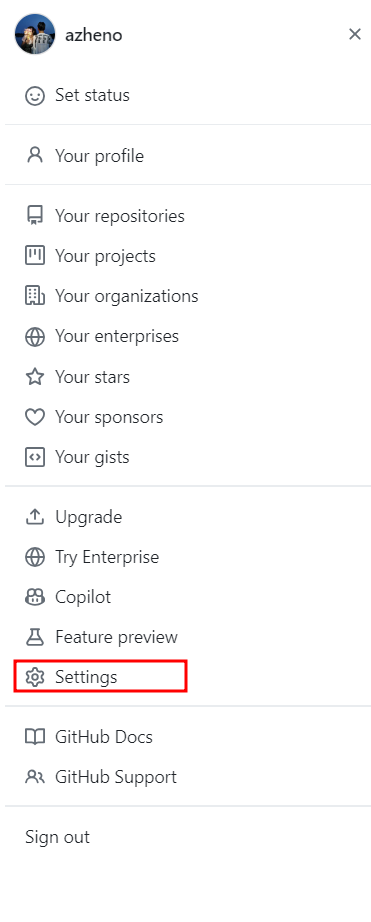 azheno
Set status
Your profile
Your repositories
Your projects
Your organizations
Your enterprises
Your stars
Your sponsors
Your gists
Upgrade
Try Enterprise
Copilot
Feature preview
Settings
GitHub Docs
GitHub Support
Sign out